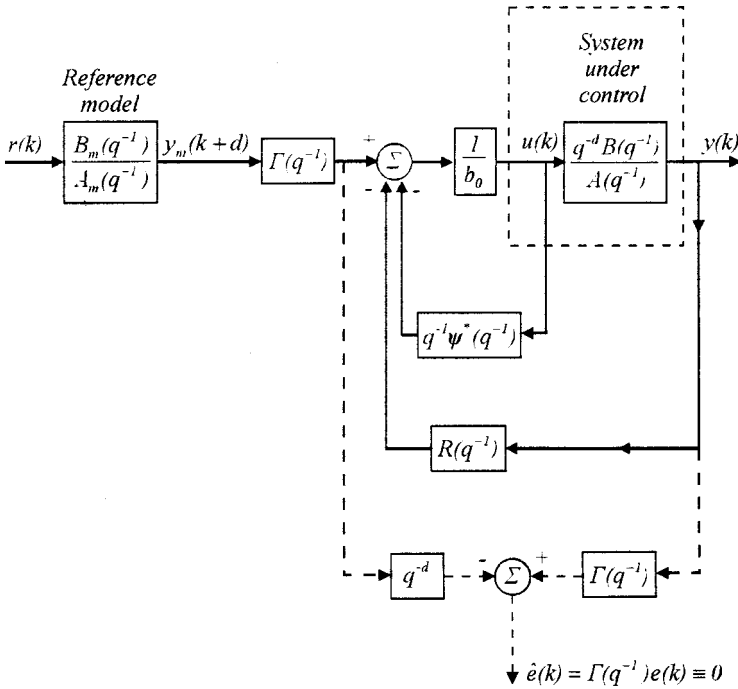 System
under
control
Reference
model
r(k)
B_m(q^{-1})
A_m(q^{-1})
y_m(k+d)
Γ(q^{-1})
+
Σ
-
-
1
b_0
u(k)
q^{-d}B(q^{-1})
A(q^{-1})
y(k)
q^{-1}ψ^*(q^{-1})
R(q^{-1})
q^{-d}
-
Σ
+
Γ(q^{-1})
ê(k) = Γ(q^{-1})e(k) ≡ 0